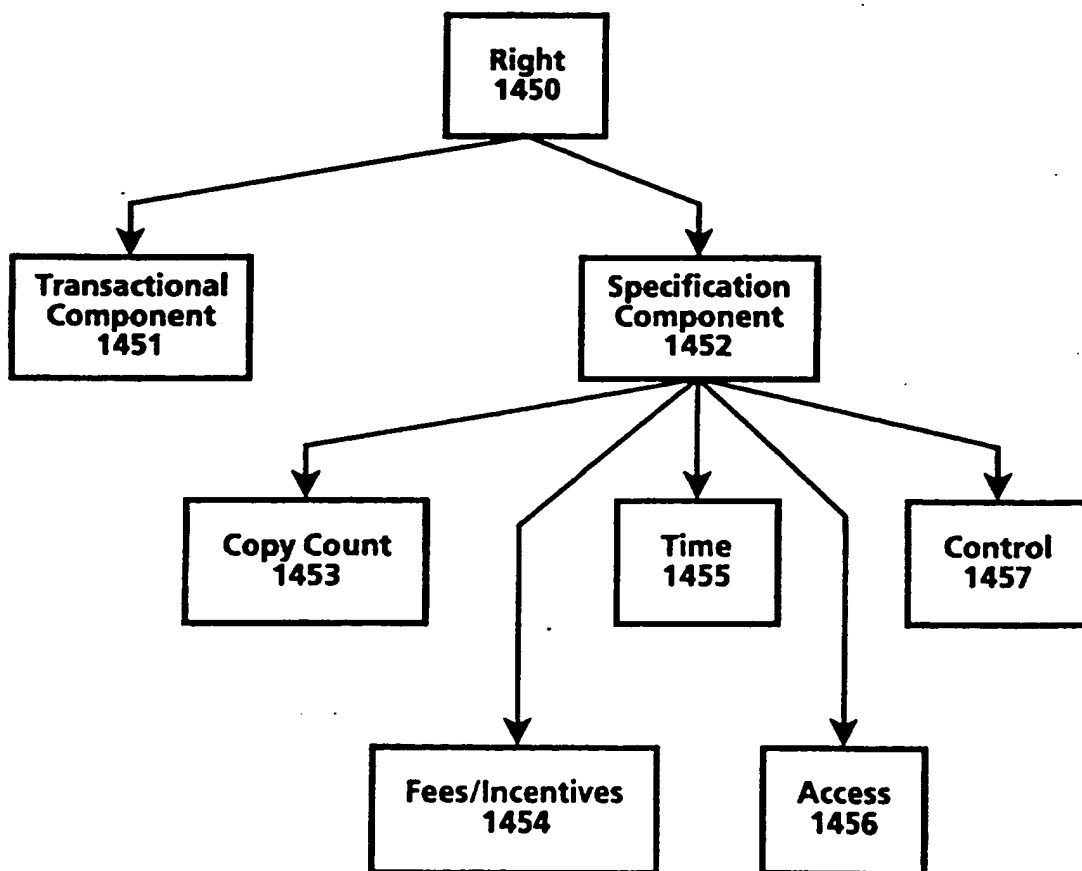 Right
1450
Transactional
Component
1451
Specification
Component
1452
Copy Count
1453
Time
1455
Control
1457
Fees/Incentives
1454
Access
1456